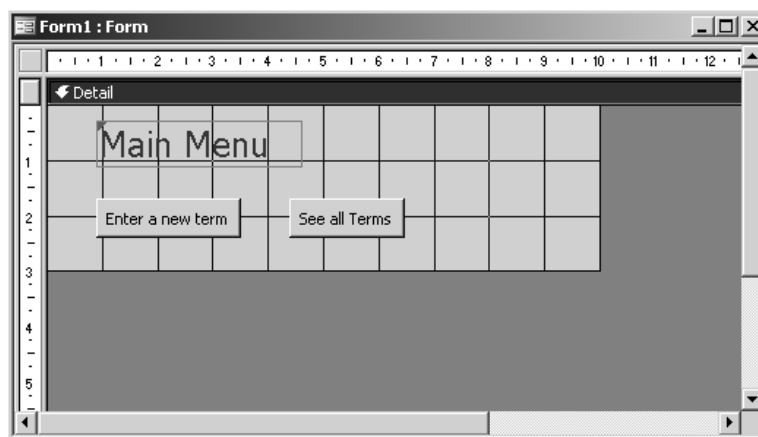 Form1 : Form
1 2 3 4 5 6 7 8 9 10 11 12
Detail
Main Menu
1
Enter a new term See all Terms
2
3
4
5